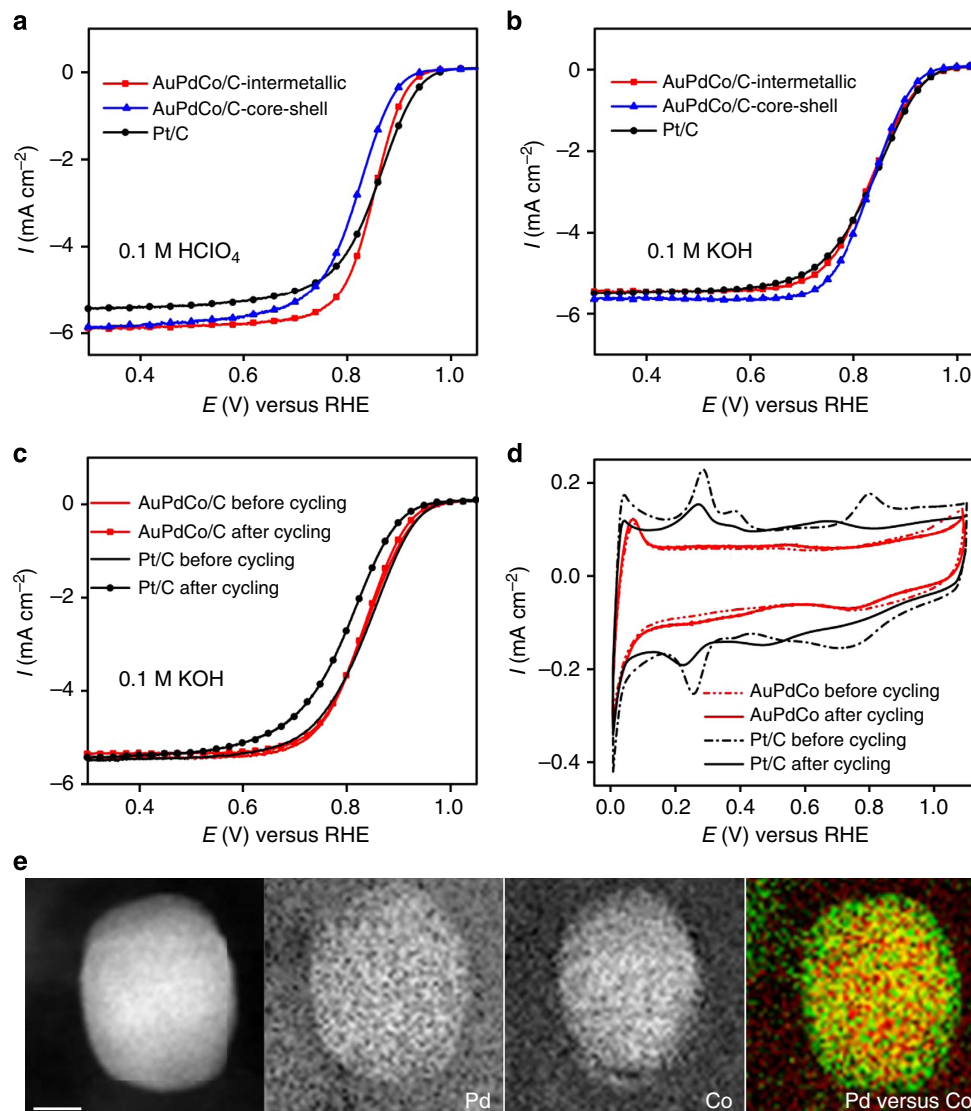 a
0
−2
−4
−6
I (mA cm⁻²)
AuPdCo/C-intermetallic
AuPdCo/C-core-shell
Pt/C
0.1 M HClO₄
0.4
0.6
0.8
1.0
E (V) versus RHE
b
0
−2
−4
−6
I (mA cm⁻²)
AuPdCo/C-intermetallic
AuPdCo/C-core-shell
Pt/C
0.1 M KOH
0.4
0.6
0.8
1.0
E (V) versus RHE
c
0
−2
−4
−6
I (mA cm⁻²)
AuPdCo/C before cycling
AuPdCo/C after cycling
Pt/C before cycling
Pt/C after cycling
0.1 M KOH
0.4
0.6
0.8
1.0
E (V) versus RHE
d
0.2
0.0
−0.2
−0.4
I (mA cm⁻²)
AuPdCo before cycling
AuPdCo after cycling
Pt/C before cycling
Pt/C after cycling
0.0
0.2
0.4
0.6
0.8
1.0
E (V) versus RHE
e
Pd
Co
Pd versus Co